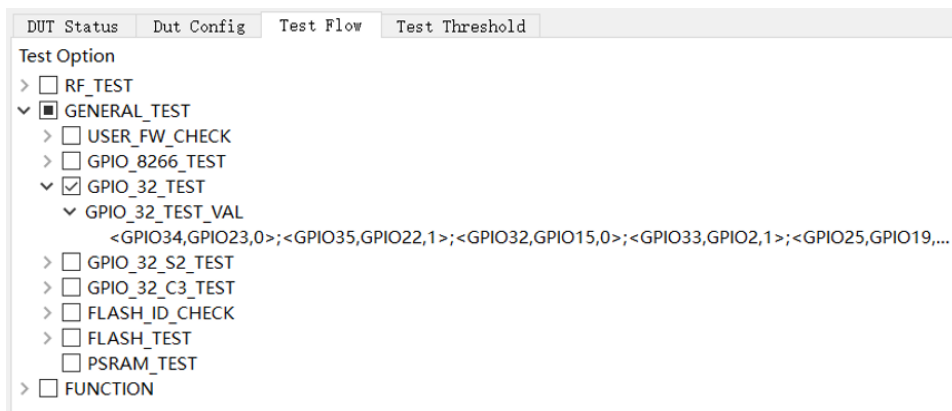 DUT Status Dut Config Test Flow Test Threshold
Test Option
RF_TEST
GENERAL_TEST
USER_FW_CHECK
GPIO_8266_TEST
GPIO_32_TEST
GPIO_32_TEST_VAL
<GPIO34,GPIO23,0>;<GPIO35,GPIO22,1>;<GPIO32,GPIO15,0>;<GPIO33,GPIO2,1>;<GPIO25,GPIO19,...
GPIO_32_S2_TEST
GPIO_32_C3_TEST
FLASH_ID_CHECK
FLASH_TEST
PSRAM_TEST
FUNCTION